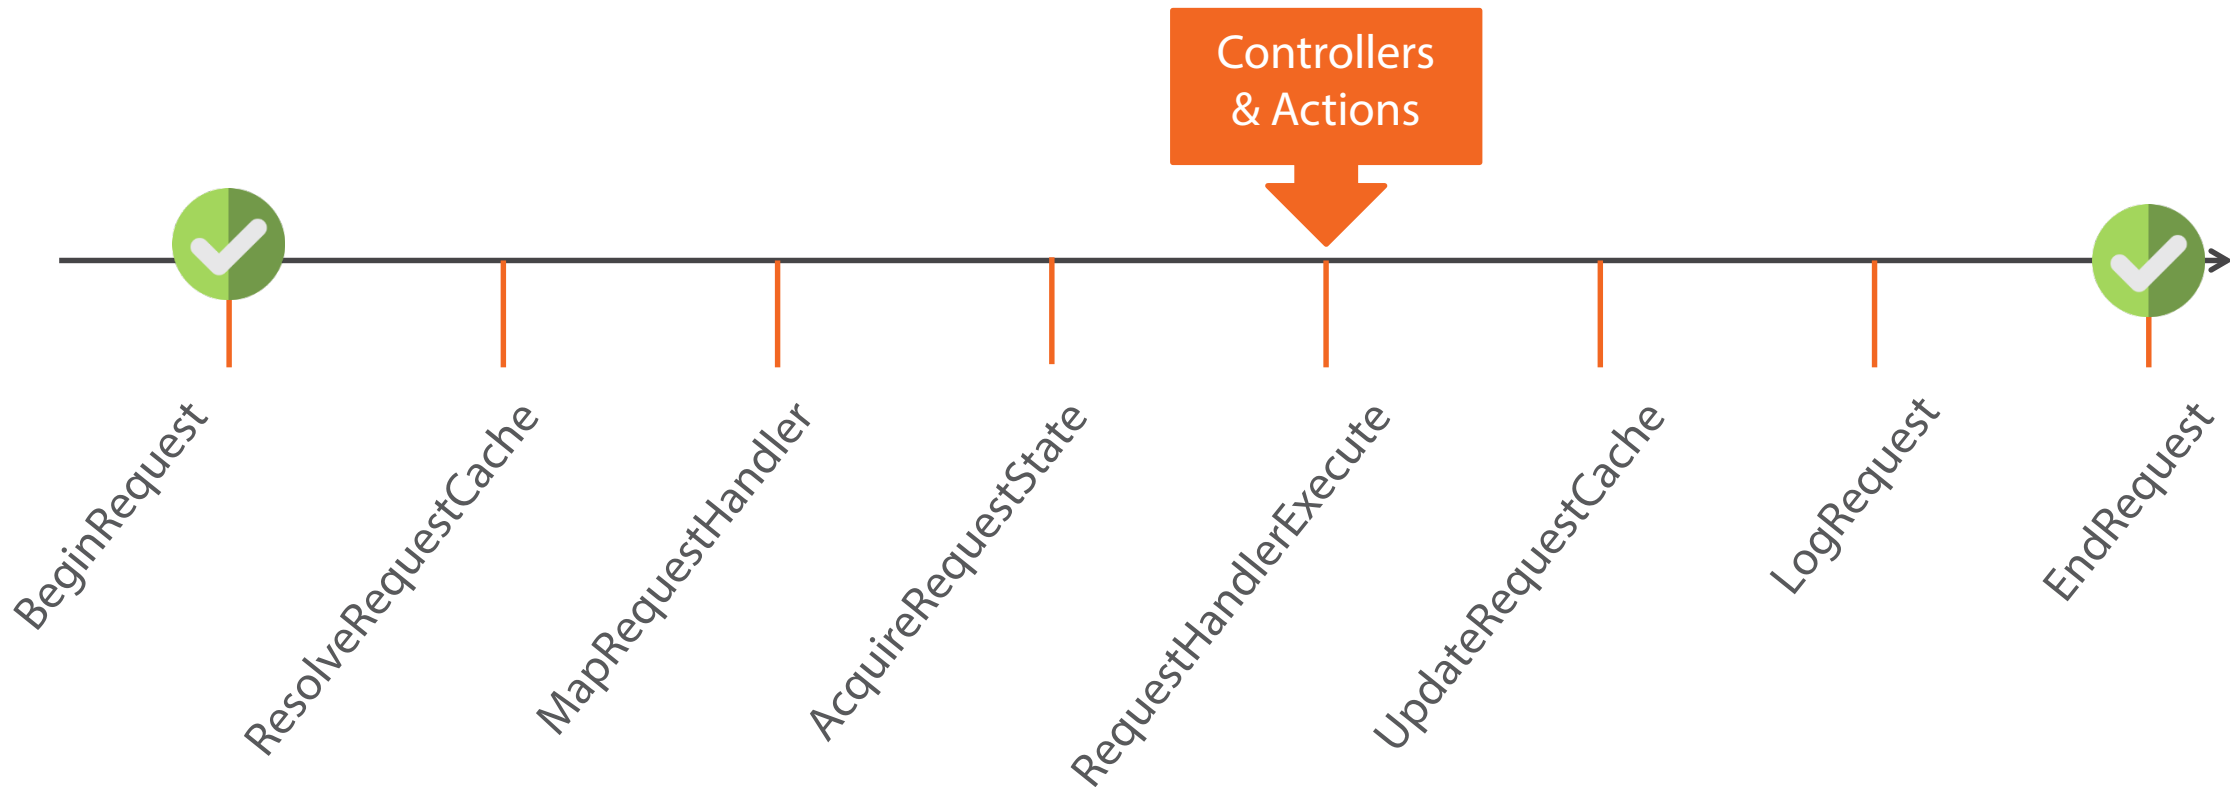 Controllers
& Actions
BeginRequest
ResolveRequestCache
MapRequestHandler
AcquireRequestState
RequestHandlerExecute
UpdateRequestCache
LogRequest
EndRequest